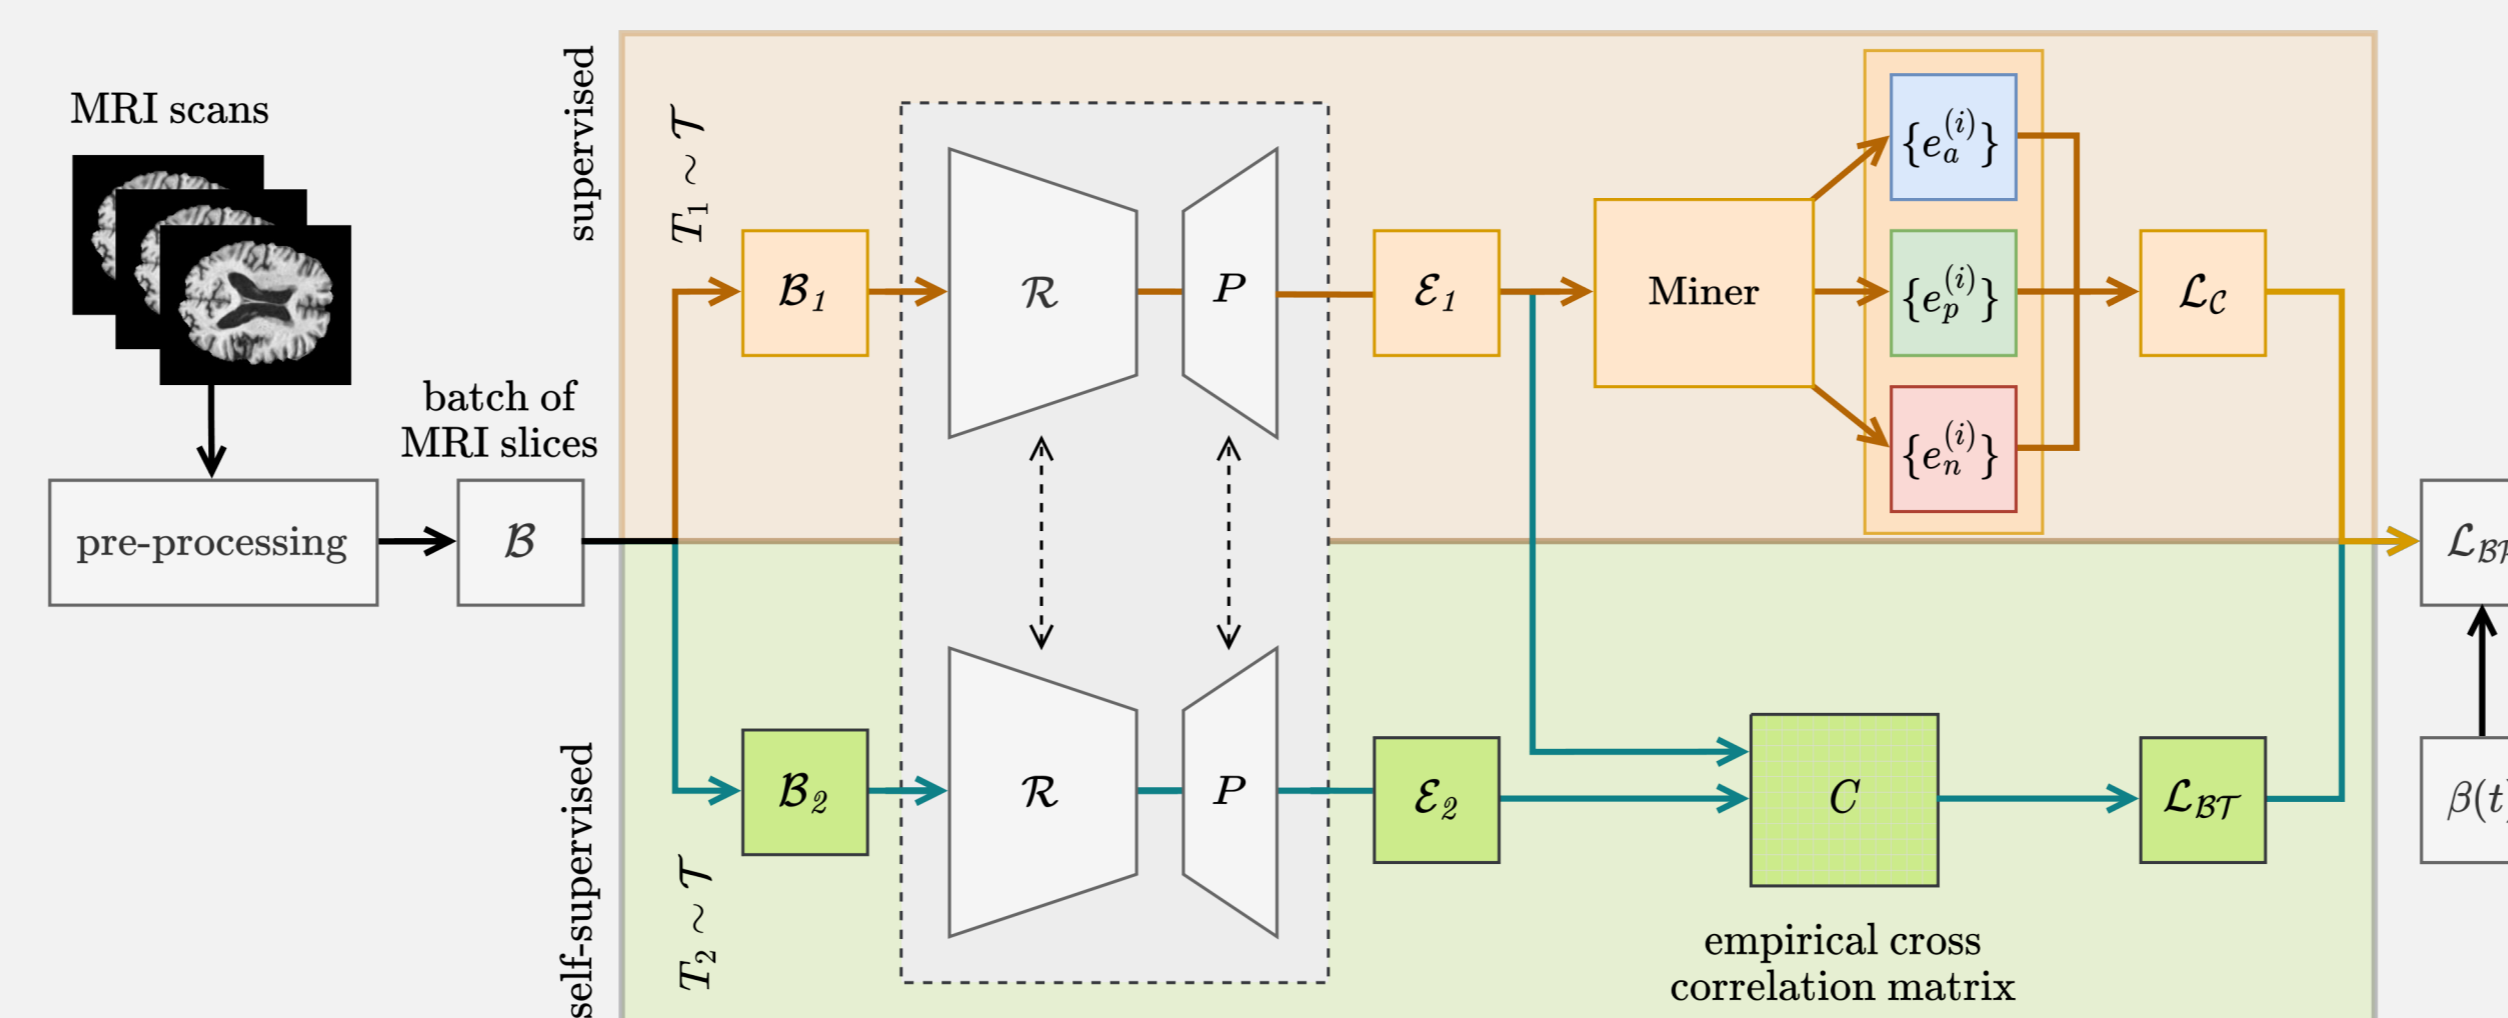 MRI scans
pre-processing
batch of
MRI slices
ℬ
supervised
T₁ ~ 𝒯
ℬ₁
ℛ
P
ℰ₁
Miner
{e_a^(i)}
{e_p^(i)}
{e_n^(i)}
ℒ_𝒞
self-supervised
T₂ ~ 𝒯
ℬ₂
ℛ
P
ℰ₂
C
empirical cross
correlation matrix
ℒ_ℬ𝒯
β(t